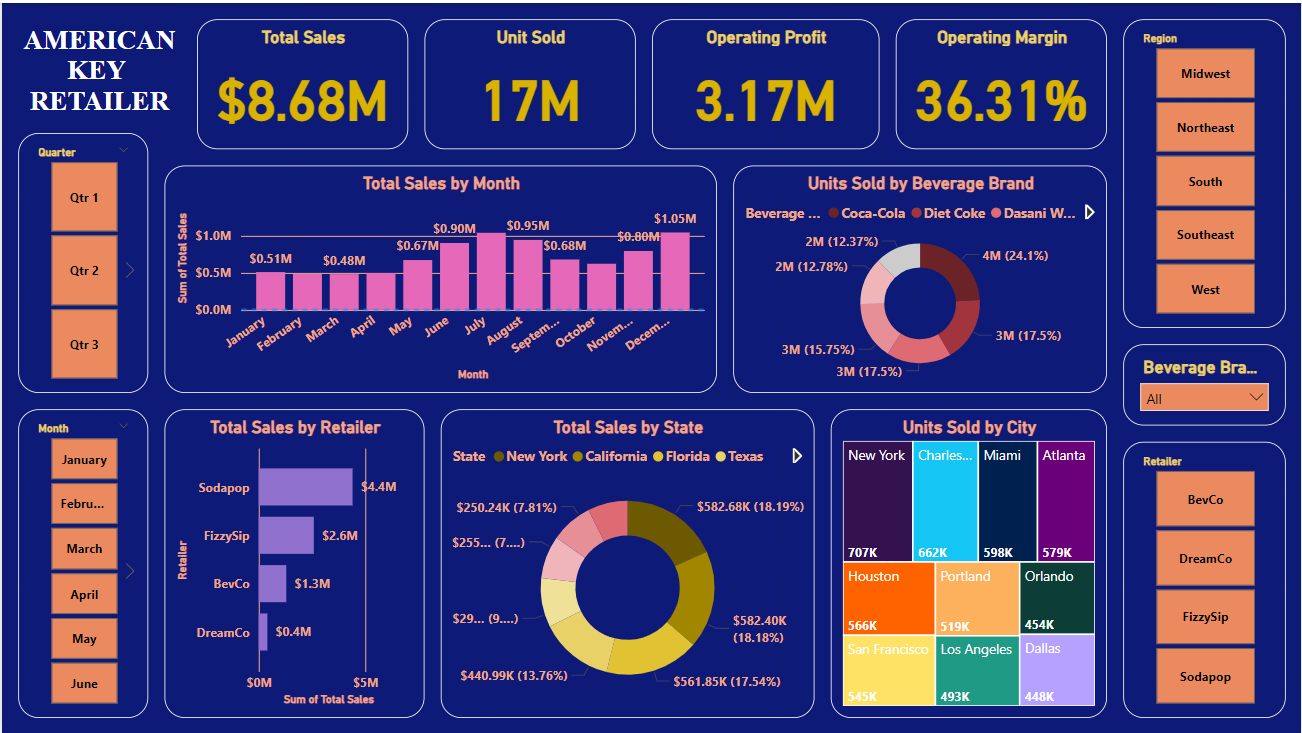 AMERICAN
KEY
RETAILER
Total Sales
$8.68M
Unit Sold
17M
Operating Profit
3.17M
Operating Margin
36.31%
Region
Midwest
Northeast
South
Southeast
West
Quarter
Qtr 1
Qtr 2
Qtr 3
Total Sales by Month
Sum of Total Sales
$1.0M
$0.5M
$0.0M
$0.51M
$0.48M
$0.67M
$0.90M
$0.95M
$0.68M
$0.80M
$1.05M
January
February
March
April
May
June
July
August
Septem...
October
Novem...
Decem...
Month
Units Sold by Beverage Brand
Beverage ... Coca-Cola Diet Coke Dasani W...
2M (12.37%)
4M (24.1%)
2M (12.78%)
3M (17.5%)
3M (15.75%)
3M (17.5%)
Beverage Bra...
All
Month
January
Febru...
March
April
May
June
Total Sales by Retailer
Retailer
Sodapop
$4.4M
FizzySip
$2.6M
BevCo
$1.3M
DreamCo
$0.4M
$0M
$5M
Sum of Total Sales
Total Sales by State
State New York California Florida Texas
$250.24K (7.81%)
$582.68K (18.19%)
$255... (7....)
$29... (9....)
$582.40K
(18.18%)
$440.99K (13.76%)
$561.85K (17.54%)
Units Sold by City
New York
707K
Charles...
662K
Miami
598K
Atlanta
579K
Houston
566K
Portland
519K
Orlando
454K
San Francisco
545K
Los Angeles
493K
Dallas
448K
Retailer
BevCo
DreamCo
FizzySip
Sodapop